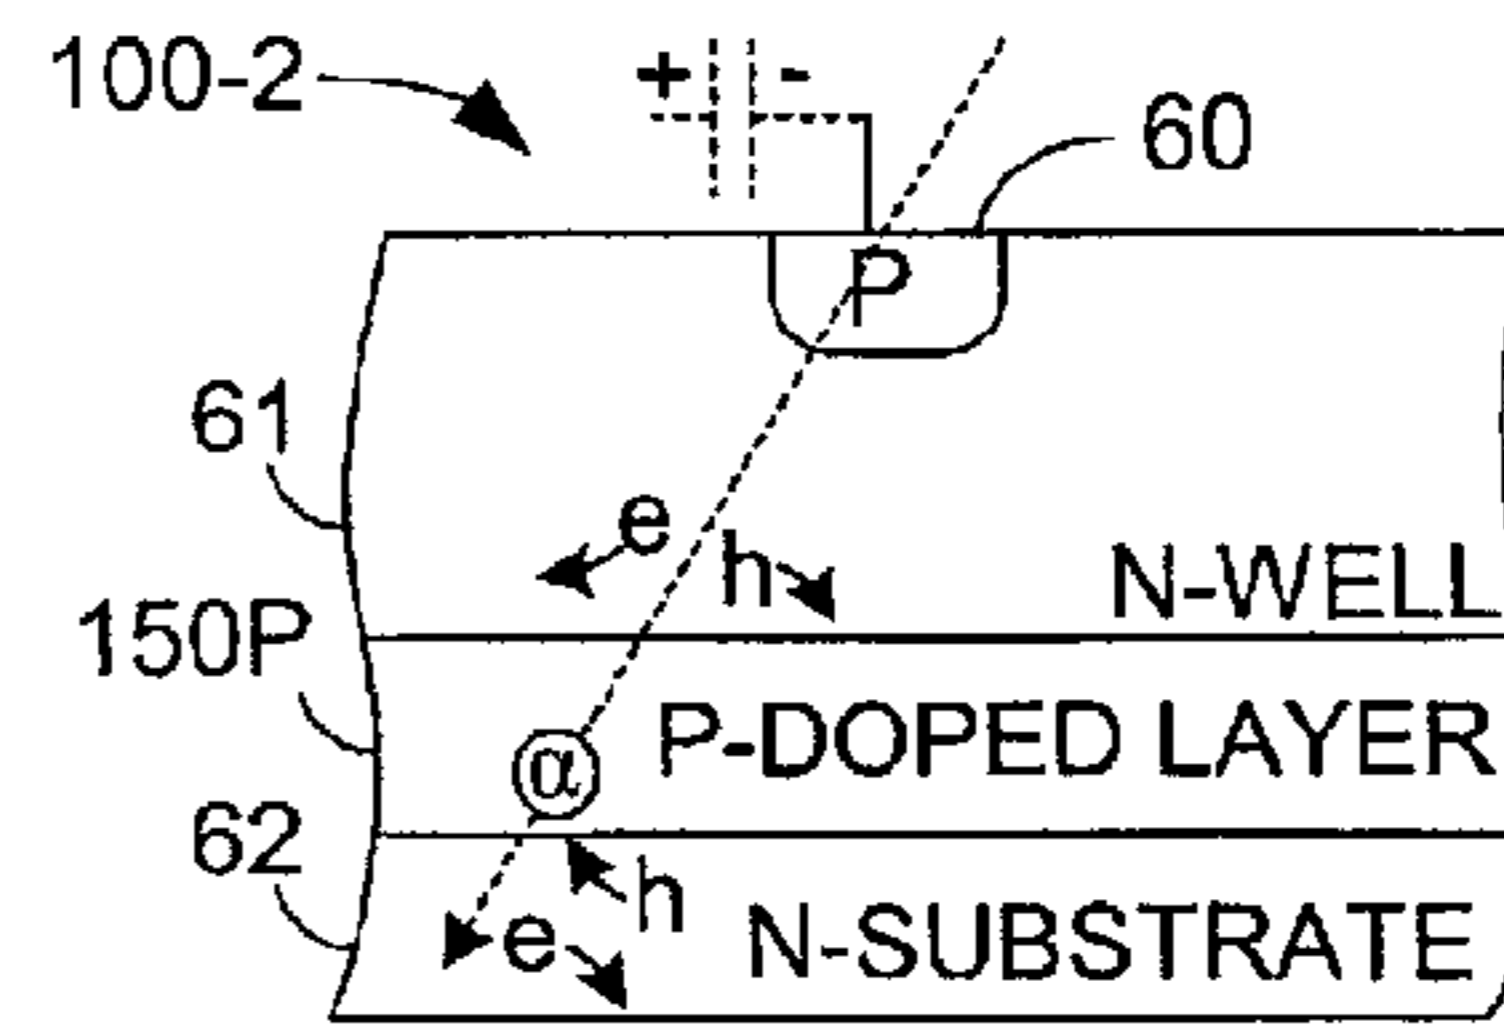 100-2
+ -
60
P
61
e
h
N-WELL
150P
P-DOPED LAYER
α
62
h
e
N-SUBSTRATE